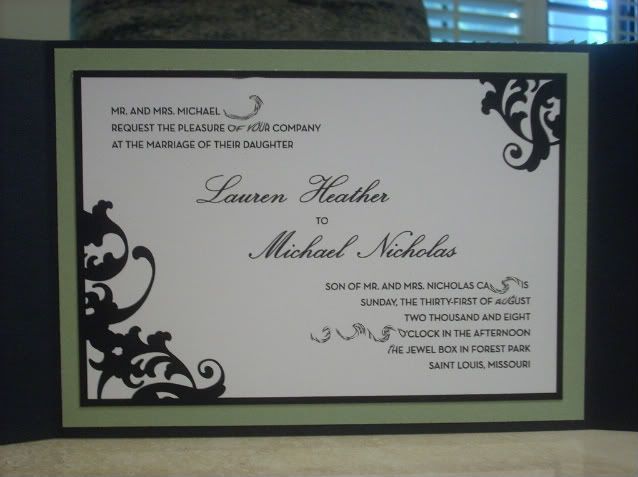 MR. AND MRS. MICHAEL
REQUEST THE PLEASURE OF YOUR COMPANY
AT THE MARRIAGE OF THEIR DAUGHTER
Lauren Heather
TO
Michael Nicholas
SON OF MR. AND MRS. NICHOLAS
SUNDAY, THE THIRTY-FIRST OF AUGUST
TWO THOUSAND AND EIGHT
O'CLOCK IN THE AFTERNOON
THE JEWEL BOX IN FOREST PARK
SAINT LOUIS, MISSOURI